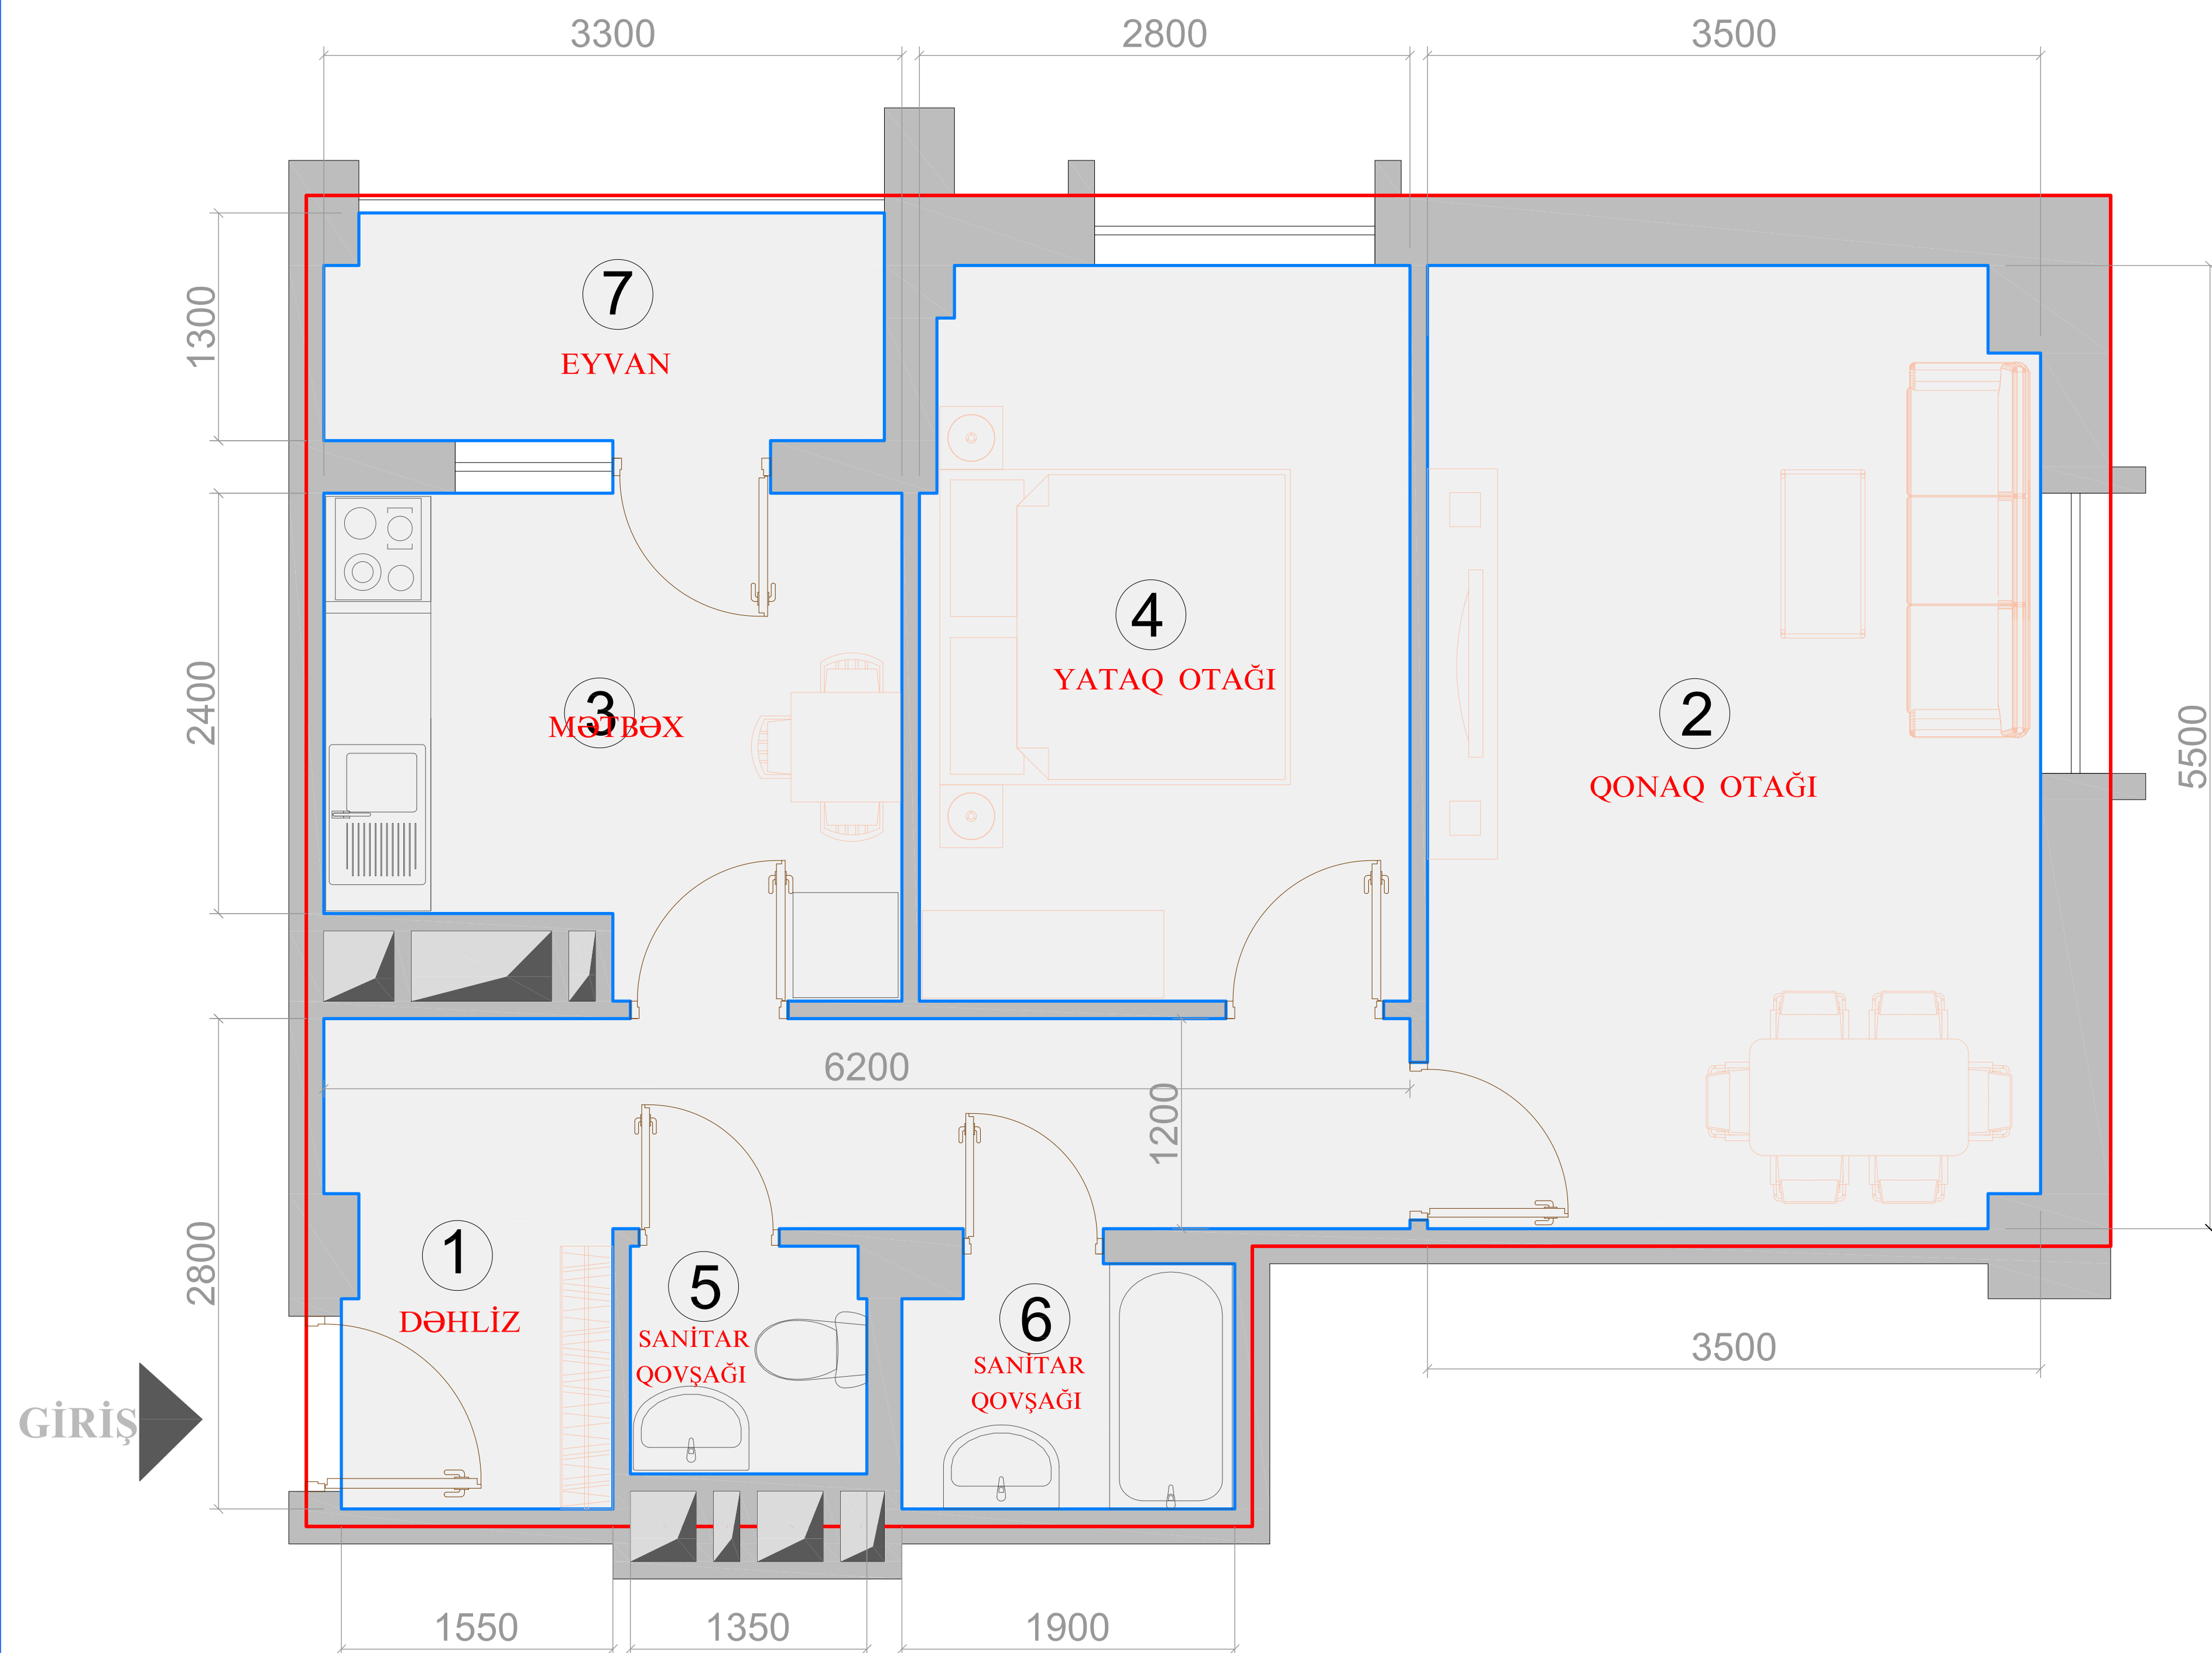 3300
2800
3500
7
EYVAN
1300
4
YATAQ OTAĞI
3
MƏTBƏX
2
QONAQ OTAĞI
2400
5500
6200
1200
1
DƏHLİZ
2800
5
SANİTAR
QOVŞAĞI
6
SANİTAR
QOVŞAĞI
3500
GİRİŞ
1550
1350
1900